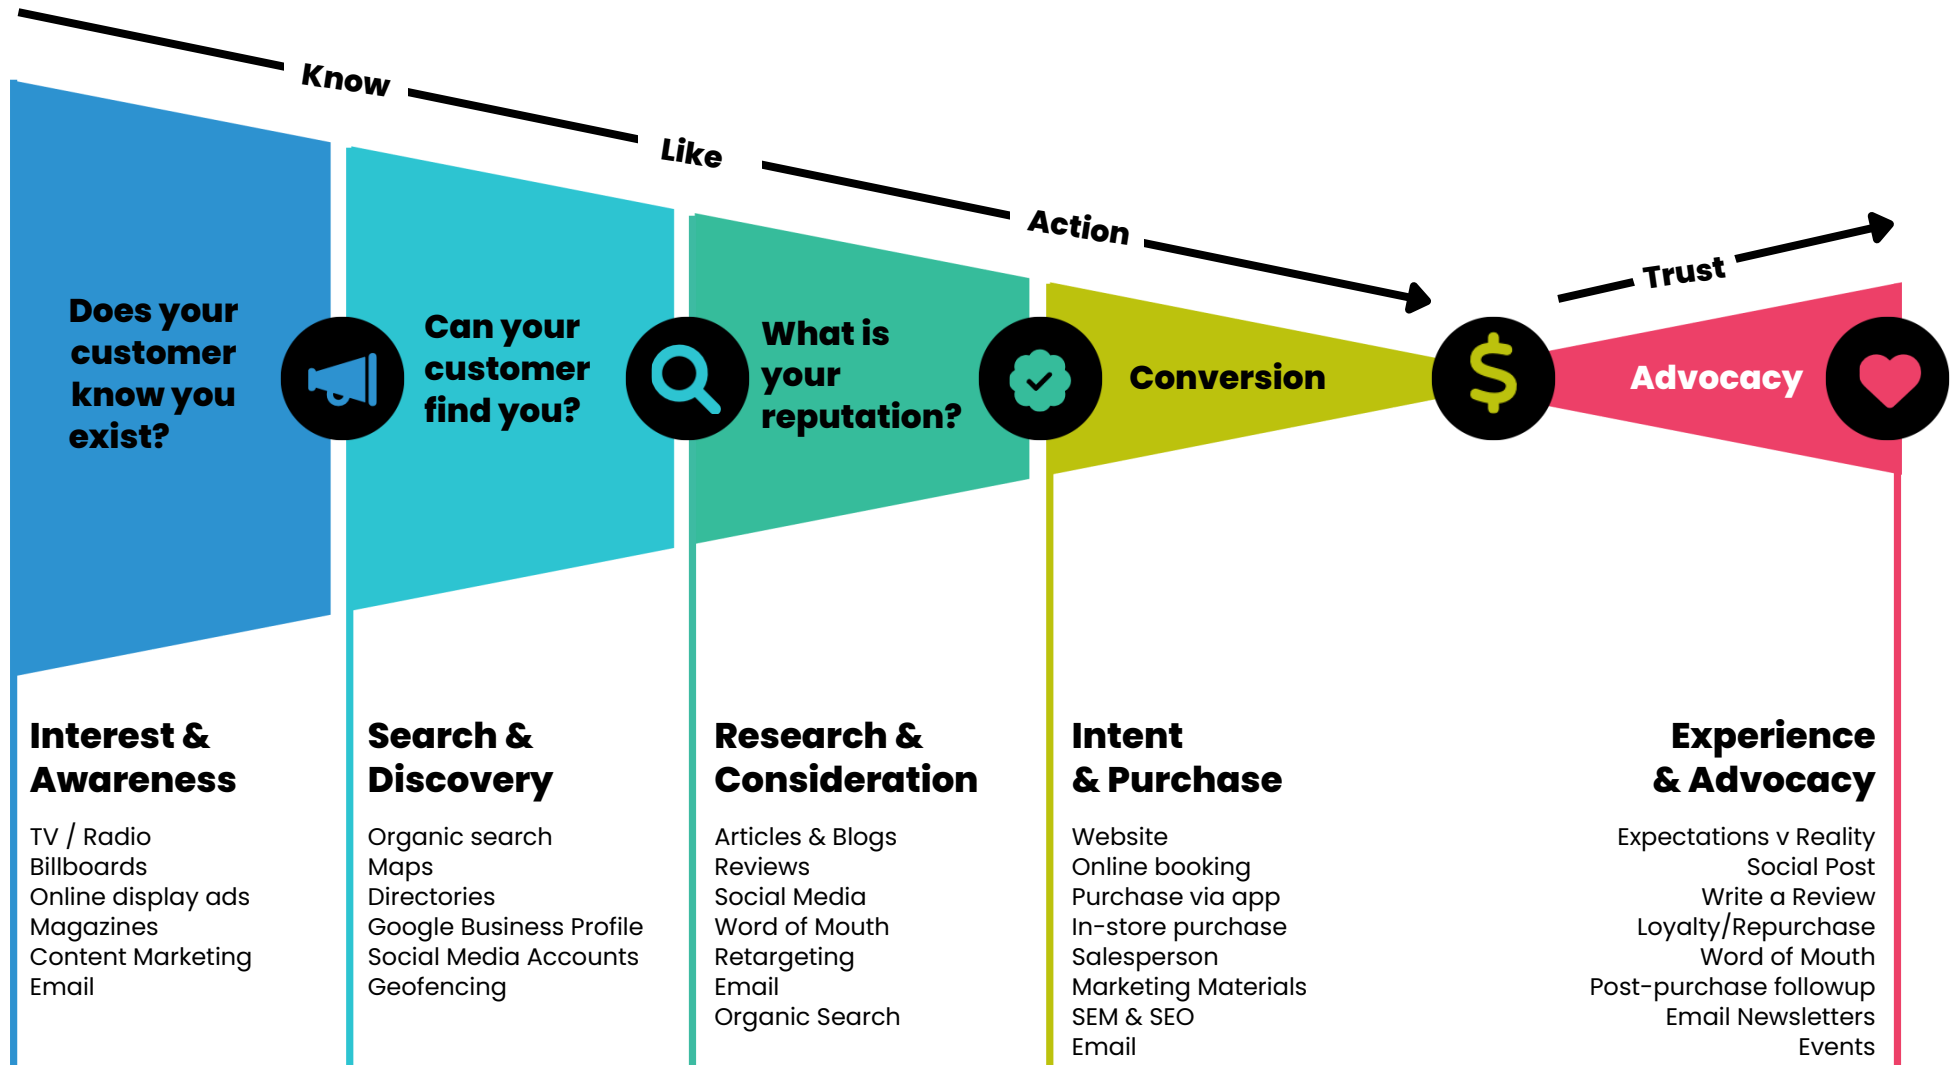 Know
Like
Action
Trust
Does your
customer
know you
exist?
Can your
customer
find you?
What is
your
reputation?
Conversion
$
Advocacy
Interest &
Awareness
TV / Radio
Billboards
Online display ads
Magazines
Content Marketing
Email
Search &
Discovery
Organic search
Maps
Directories
Google Business Profile
Social Media Accounts
Geofencing
Research &
Consideration
Articles & Blogs
Reviews
Social Media
Word of Mouth
Retargeting
Email
Organic Search
Intent
& Purchase
Website
Online booking
Purchase via app
In-store purchase
Salesperson
Marketing Materials
SEM & SEO
Email
Experience
& Advocacy
Expectations v Reality
Social Post
Write a Review
Loyalty/Repurchase
Word of Mouth
Post-purchase followup
Email Newsletters
Events